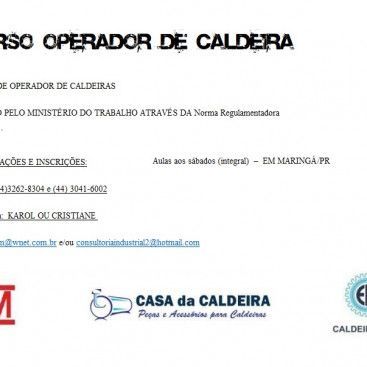 RSO OPERADOR DE CALDEIRA
DE OPERADOR DE CALDEIRAS
O PELO MINISTÉRIO DO TRABALHO ATRAVÉS DA Norma Regulamentadora
.
AÇÕES E INSCRIÇÕES: Aulas aos sábados (integral) – EM MARINGÁ/PR
4)3262-8304 e (44) 3041-6002
: KAROL OU CRISTIANE
m@wnet.com.br e/ou consultoriaindustrial2@hotmail.com
M
CASA da CALDEIRA
Peças e Acessórios para Caldeiras
CALDEI